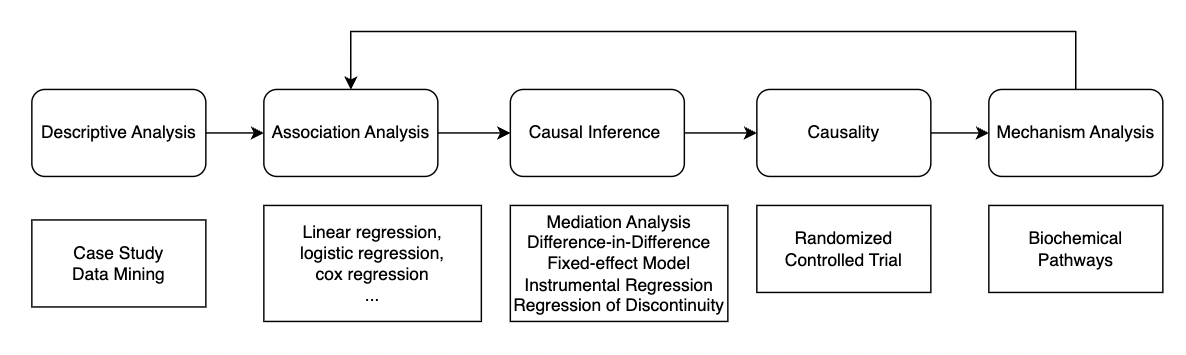 Descriptive Analysis
Association Analysis
Causal Inference
Causality
Mechanism Analysis
Case Study
Data Mining
Linear regression,
logistic regression,
cox regression
...
Mediation Analysis
Difference-in-Difference
Fixed-effect Model
Instrumental Regression
Regression of Discontinuity
Randomized
Controlled Trial
Biochemical
Pathways